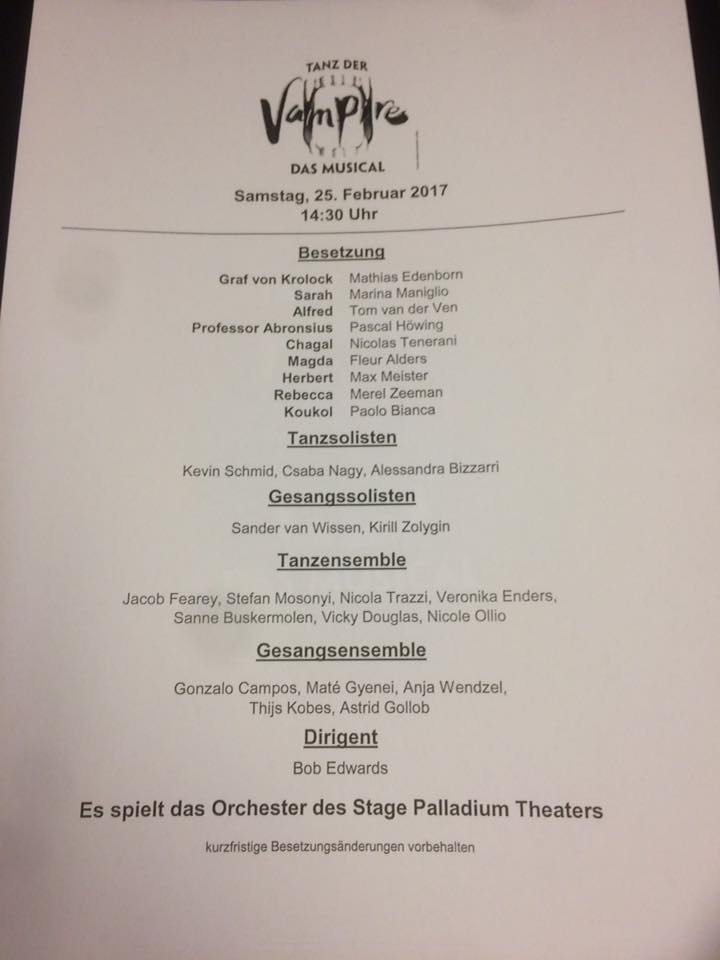 TANZ DER
Vampire
DAS MUSICAL
Samstag, 25. Februar 2017
14:30 Uhr
Besetzung
Graf von Krolock Mathias Edenborn
Sarah Marina Maniglio
Alfred Tom van der Ven
Professor Abronsius Pascal Höwing
Chagal Nicolas Tenerani
Magda Fleur Alders
Herbert Max Meister
Rebecca Merel Zeeman
Koukol Paolo Bianca
Tanzsolisten
Kevin Schmid, Csaba Nagy, Alessandra Bizzarri
Gesangssolisten
Sander van Wissen, Kirill Zolygin
Tanzensemble
Jacob Fearey, Stefan Mosonyi, Nicola Trazzi, Veronika Enders,
Sanne Buskermolen, Vicky Douglas, Nicole Ollio
Gesangsensemble
Gonzalo Campos, Maté Gyenei, Anja Wendzel,
Thijs Kobes, Astrid Gollob
Dirigent
Bob Edwards
Es spielt das Orchester des Stage Palladium Theaters
kurzfristige Besetzungsänderungen vorbehalten